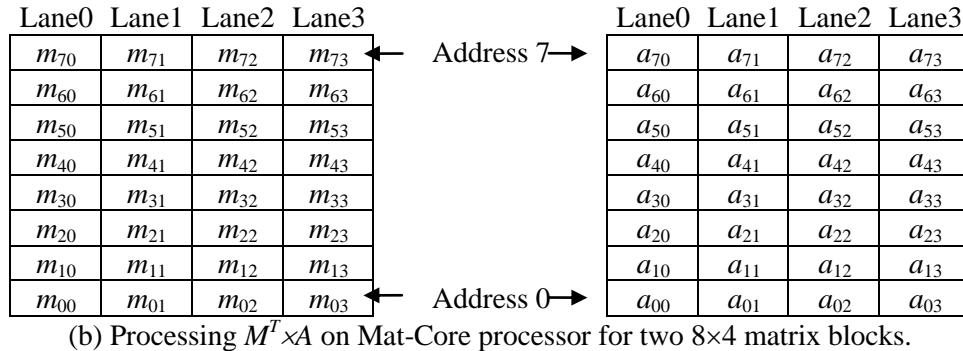 Lane0 Lane1 Lane2 Lane3 Lane0 Lane1 Lane2 Lane3
m70 m71 m72 m73 Address 7 a70 a71 a72 a73
m60 m61 m62 m63 a60 a61 a62 a63
m50 m51 m52 m53 a50 a51 a52 a53
m40 m41 m42 m43 a40 a41 a42 a43
m30 m31 m32 m33 a30 a31 a32 a33
m20 m21 m22 m23 a20 a21 a22 a23
m10 m11 m12 m13 a10 a11 a12 a13
m00 m01 m02 m03 Address 0 a00 a01 a02 a03
(b) Processing M^T×A on Mat-Core processor for two 8×4 matrix blocks.